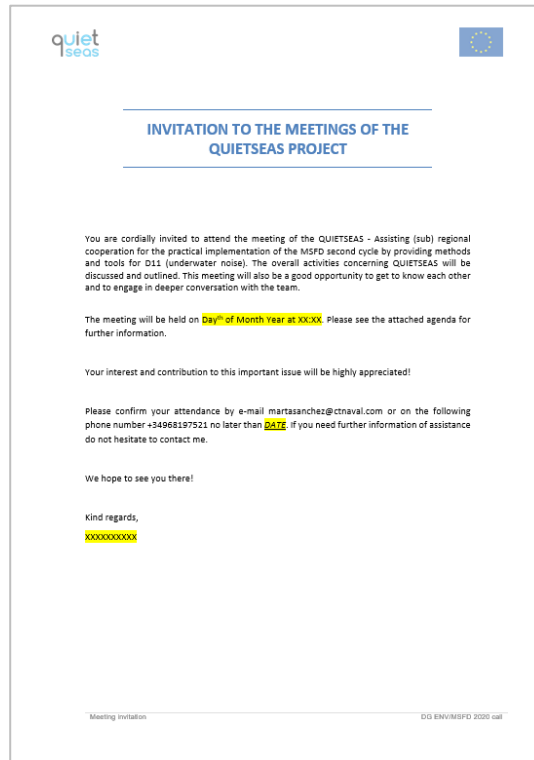 quiet
seas
INVITATION TO THE MEETINGS OF THE
QUIETSEAS PROJECT
You are cordially invited to attend the meeting of the QUIETSEAS - Assisting (sub) regional
cooperation for the practical implementation of the MSFD second cycle by providing methods
and tools for D11 (underwater noise). The overall activities concerning QUIETSEAS will be
discussed and outlined. This meeting will also be a good opportunity to get to know each other
and to engage in deeper conversation with the team.
The meeting will be held on Dayth of Month Year at XX:XX. Please see the attached agenda for
further information.
Your interest and contribution to this important issue will be highly appreciated!
Please confirm your attendance by e-mail martasanchez@ctnaval.com or on the following
phone number +34968197521 no later than DATE. If you need further information of assistance
do not hesitate to contact me.
We hope to see you there!
Kind regards,
XXXXXXXXXX
Meeting invitation DG ENV/MSFD 2020 call